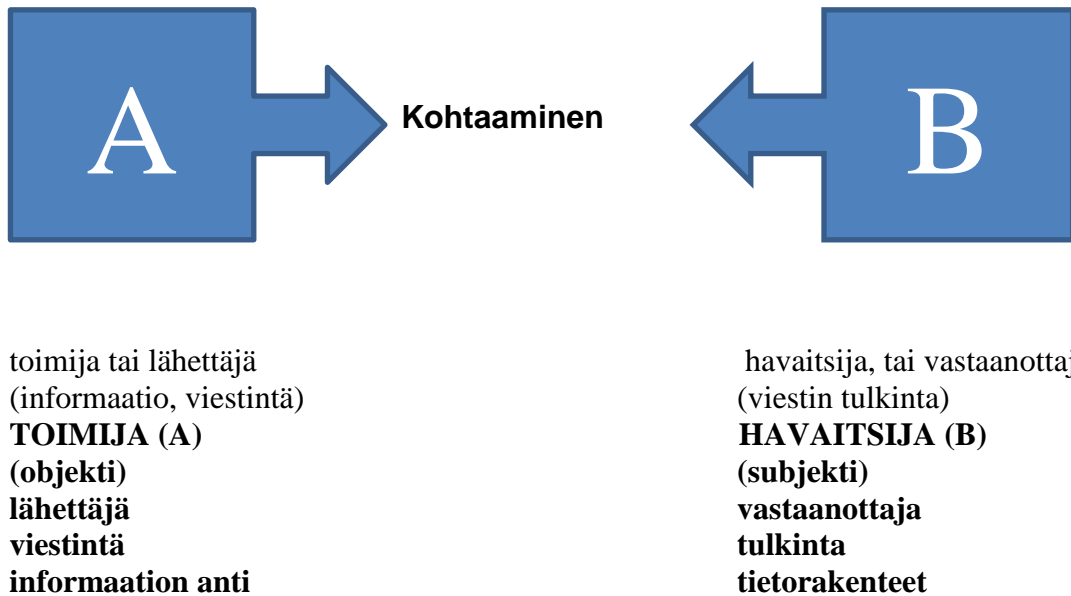 A
Kohtaaminen
B
toimija tai lähettäjä
(informaatio, viestintä)
TOIMIJA (A)
(objekti)
lähettäjä
viestintä
informaation anti
havaitsija, tai
(viestin tulkinta)
HAVAITSIJA (B)
(subjekti)
vastaanottaja
tulkinta
tietorakenteet